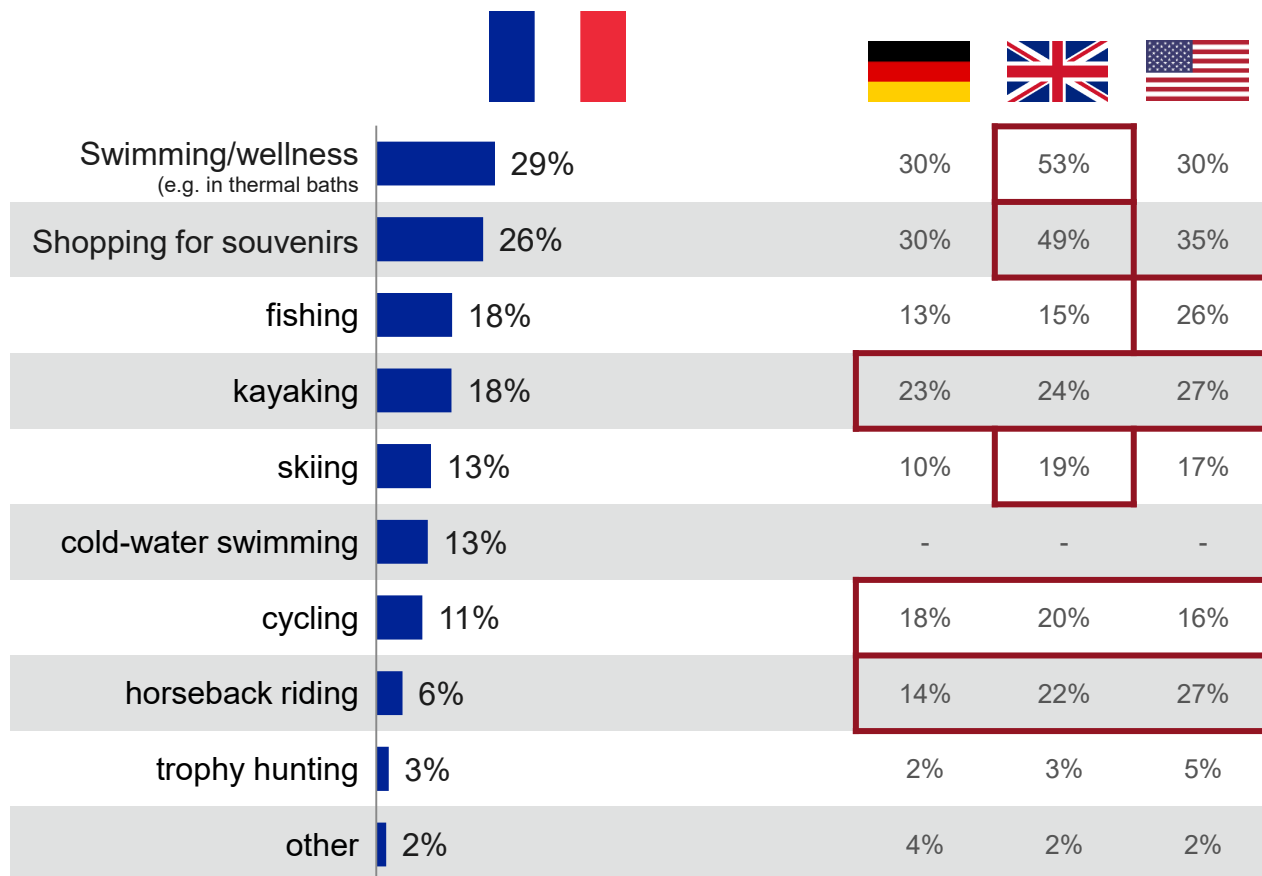 Swimming/wellness 29% 30% 53% 30%
(e.g. in thermal baths
Shopping for souvenirs 26% 30% 49% 35%
fishing 18% 13% 15% 26%
kayaking 18% 23% 24% 27%
skiing 13% 10% 19% 17%
cold-water swimming 13% - - -
cycling 11% 18% 20% 16%
horseback riding 6% 14% 22% 27%
trophy hunting 3% 2% 3% 5%
other 2% 4% 2% 2%